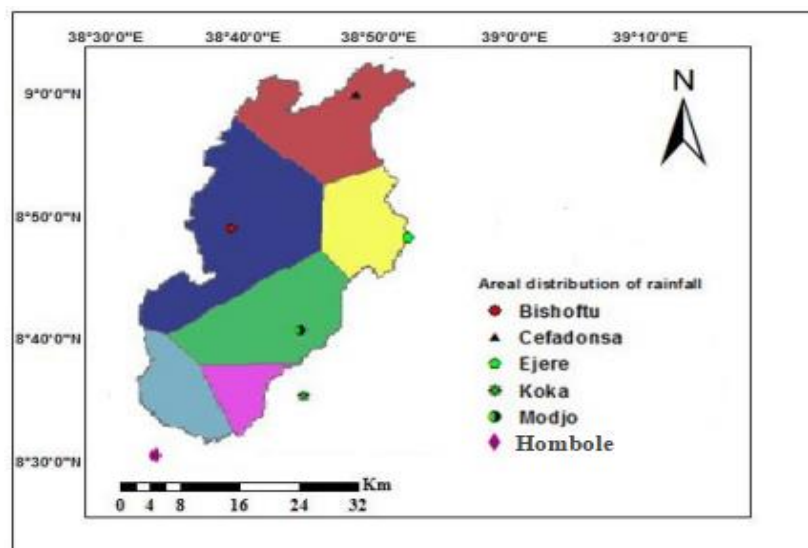 38°30'0"E 38°40'0"E 38°50'0"E 39°0'0"E 39°10'0"E
9°0'0"N
N
8°50'0"N
Areal distribution of rainfall
Bishoftu
8°40'0"N
Cefadonsa
Ejere
Koka
Modjo
Hombole
8°30'0"N
Km
0 4 8 16 24 32